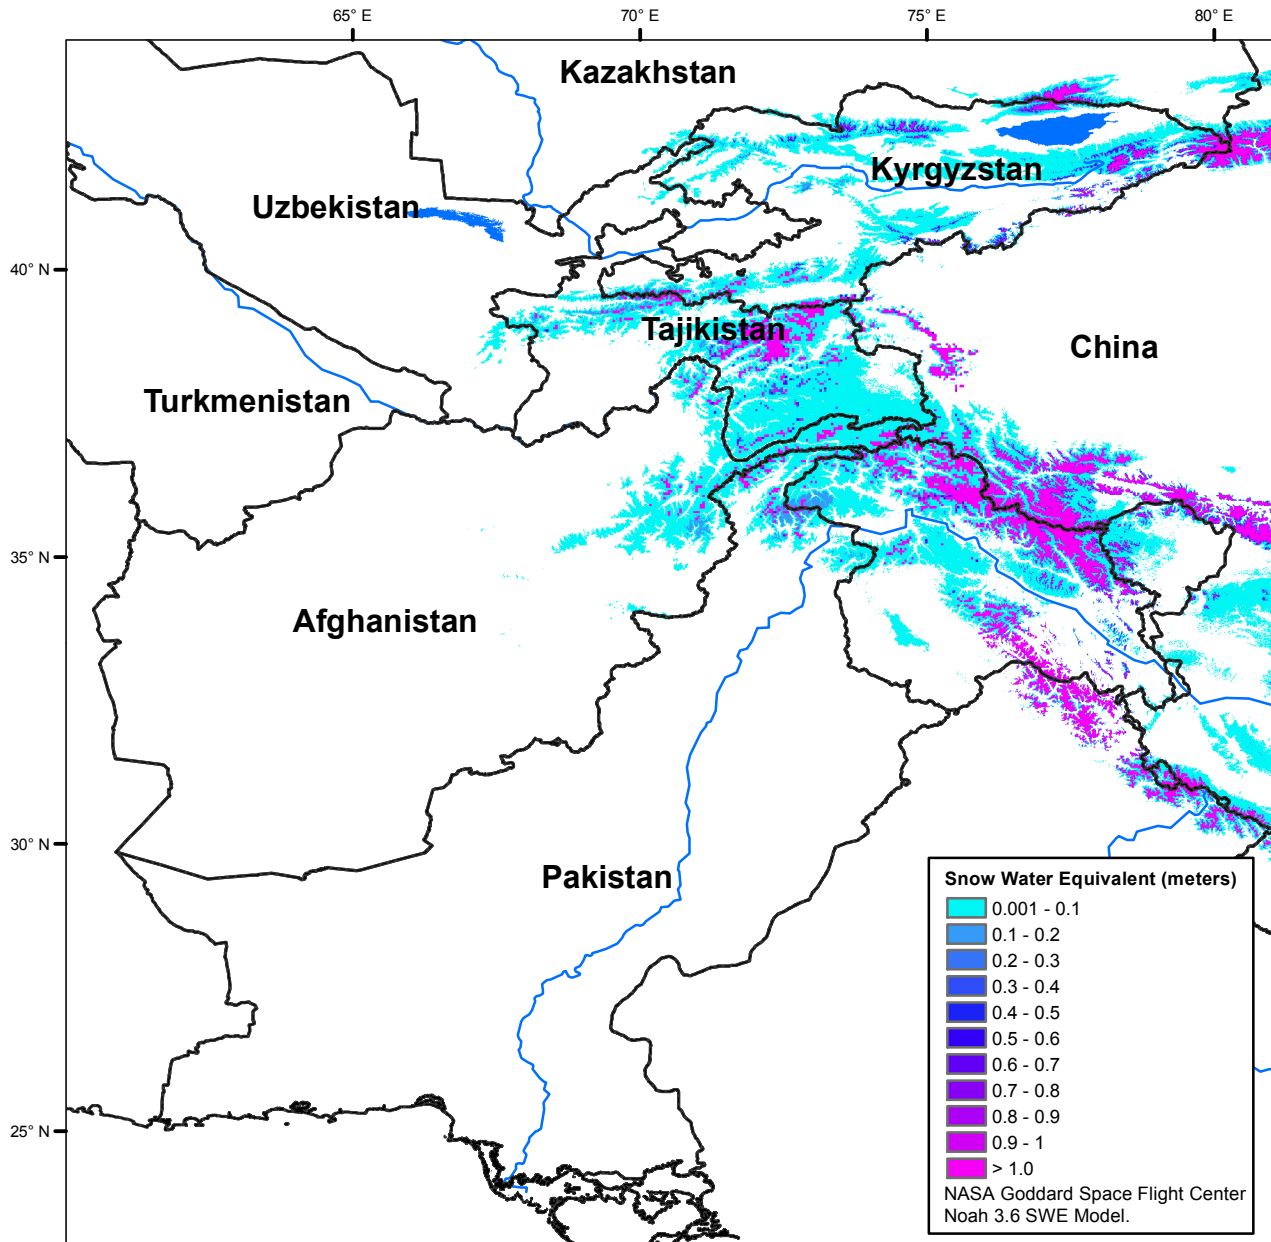 65° E
70° E
75° E
80° E
Kazakhstan
Kyrgyzstan
Uzbekistan
40° N
Tajikistan
China
Turkmenistan
35° N
Afghanistan
30° N
Pakistan
25° N
Snow Water Equivalent (meters)
0.001 - 0.1
0.1 - 0.2
0.2 - 0.3
0.3 - 0.4
0.4 - 0.5
0.5 - 0.6
0.6 - 0.7
0.7 - 0.8
0.8 - 0.9
0.9 - 1
> 1.0
NASA Goddard Space Flight Center
Noah 3.6 SWE Model.